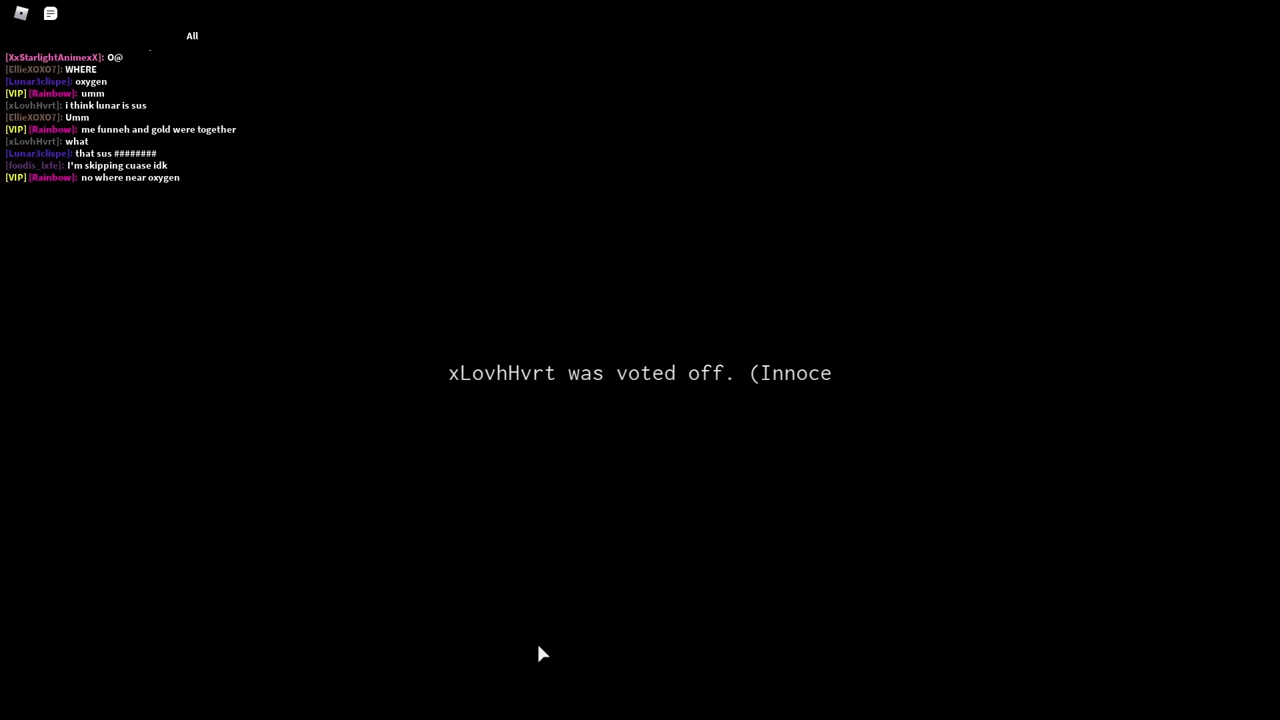 All
[XxStarlightAnimexX]: O@
[EllieXOXO7]: WHERE
[Lunar3clispe]: oxygen
[VIP] [Rainbow]: umm
[xLovhHvrt]: i think lunar is sus
[EllieXOXO7]: Umm
[VIP] [Rainbow]: me funneh and gold were together
[xLovhHvrt]: what
[Lunar3clispe]: that sus ########
[foodis_lxfe]: I'm skipping cuase idk
[VIP] [Rainbow]: no where near oxygen
xLovhHvrt was voted off. (Innoce